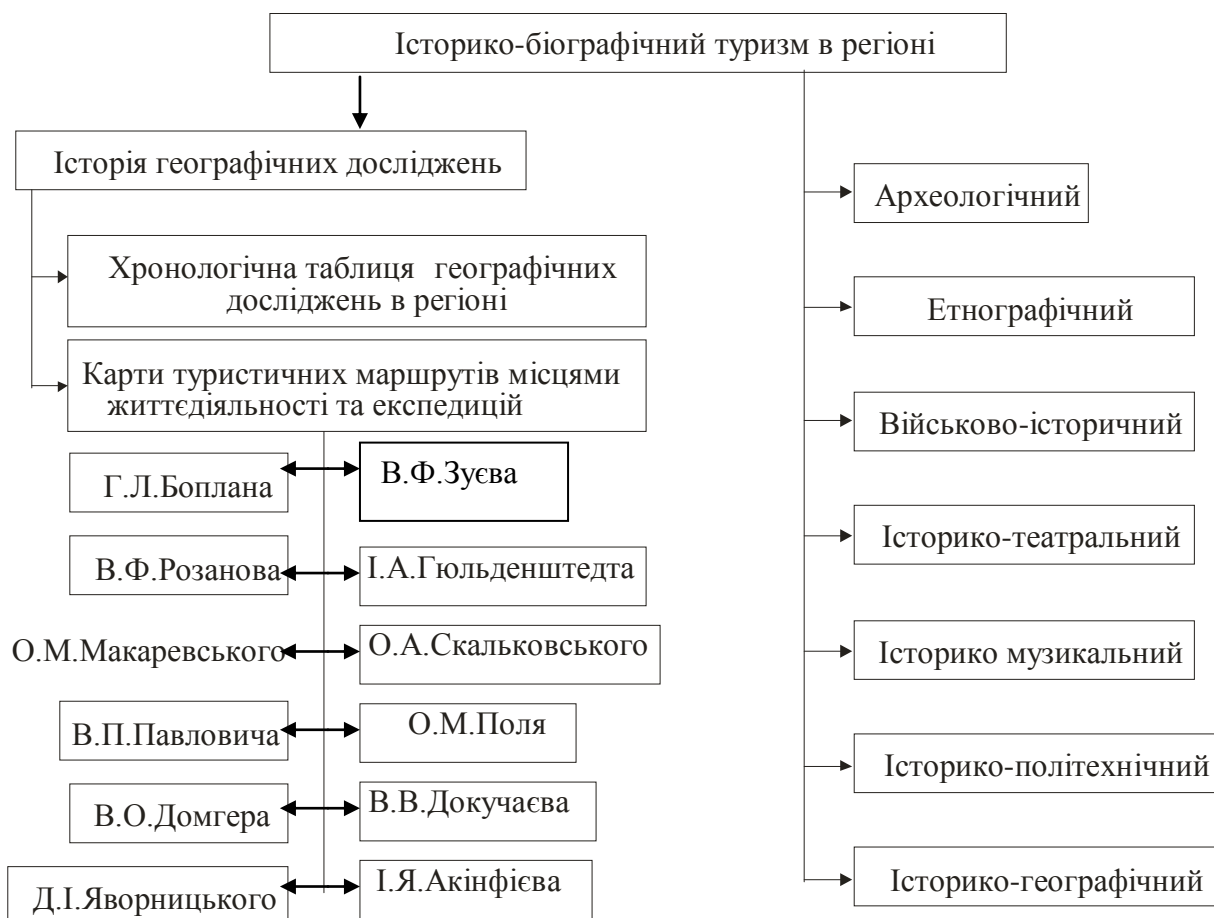 Історико-біографічний туризм в регіоні
Історія географічних досліджень
Хронологічна таблиця географічних
досліджень в регіоні
Карти туристичних маршрутів місцями
життєдіяльності та експедицій
Г.Л.Боплана
В.Ф.Зуєва
В.Ф.Розанова
І.А.Гюльденштедта
О.М.Макаревського
О.А.Скальковського
В.П.Павловича
О.М.Поля
В.О.Домгера
В.В.Докучаєва
Д.І.Яворницького
І.Я.Акінфієва
Археологічний
Етнографічний
Військово-історичний
Історико-театральний
Історико музикальний
Історико-політехнічний
Історико-географічний